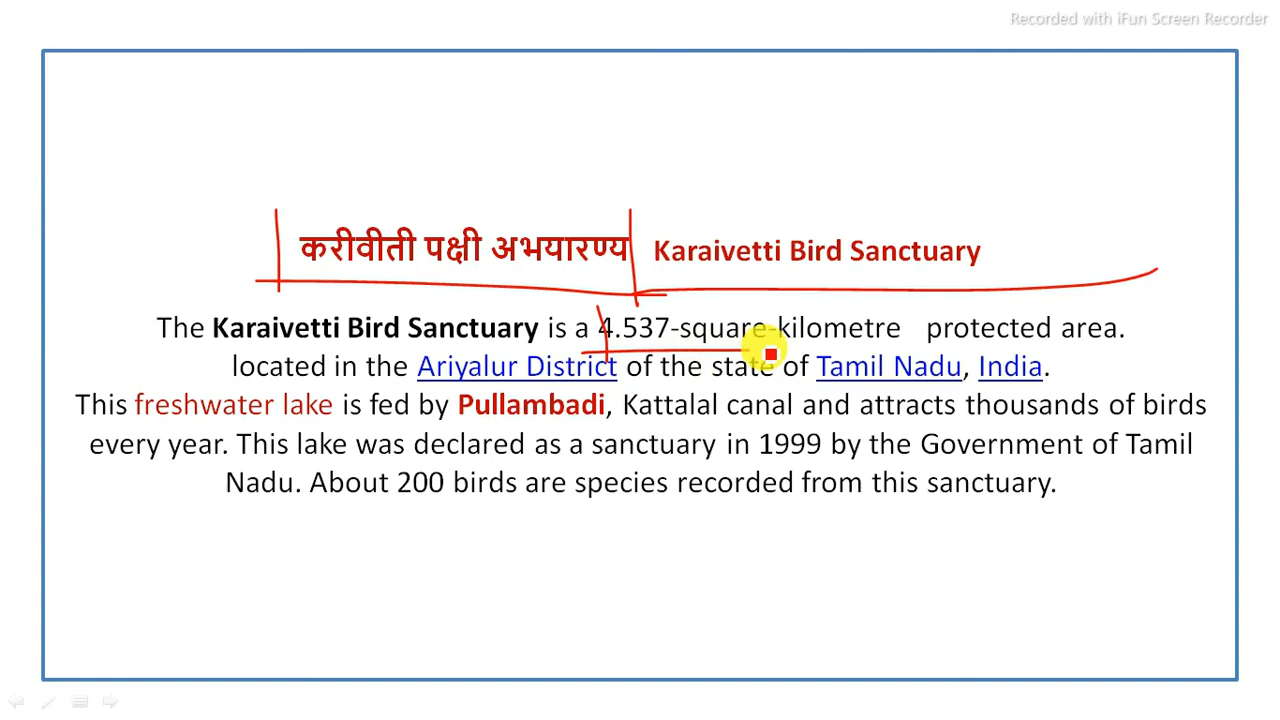 Recorded with iFun Screen Recorder
करीवीती पक्षी अभयारण्य Karaivetti Bird Sanctuary
The Karaivetti Bird Sanctuary is a 4.537-square-kilometre protected area.
located in the Ariyalur District of the state of Tamil Nadu, India.
This freshwater lake is fed by Pullambadi, Kattalal canal and attracts thousands of birds
every year. This lake was declared as a sanctuary in 1999 by the Government of Tamil
Nadu. About 200 birds are species recorded from this sanctuary.